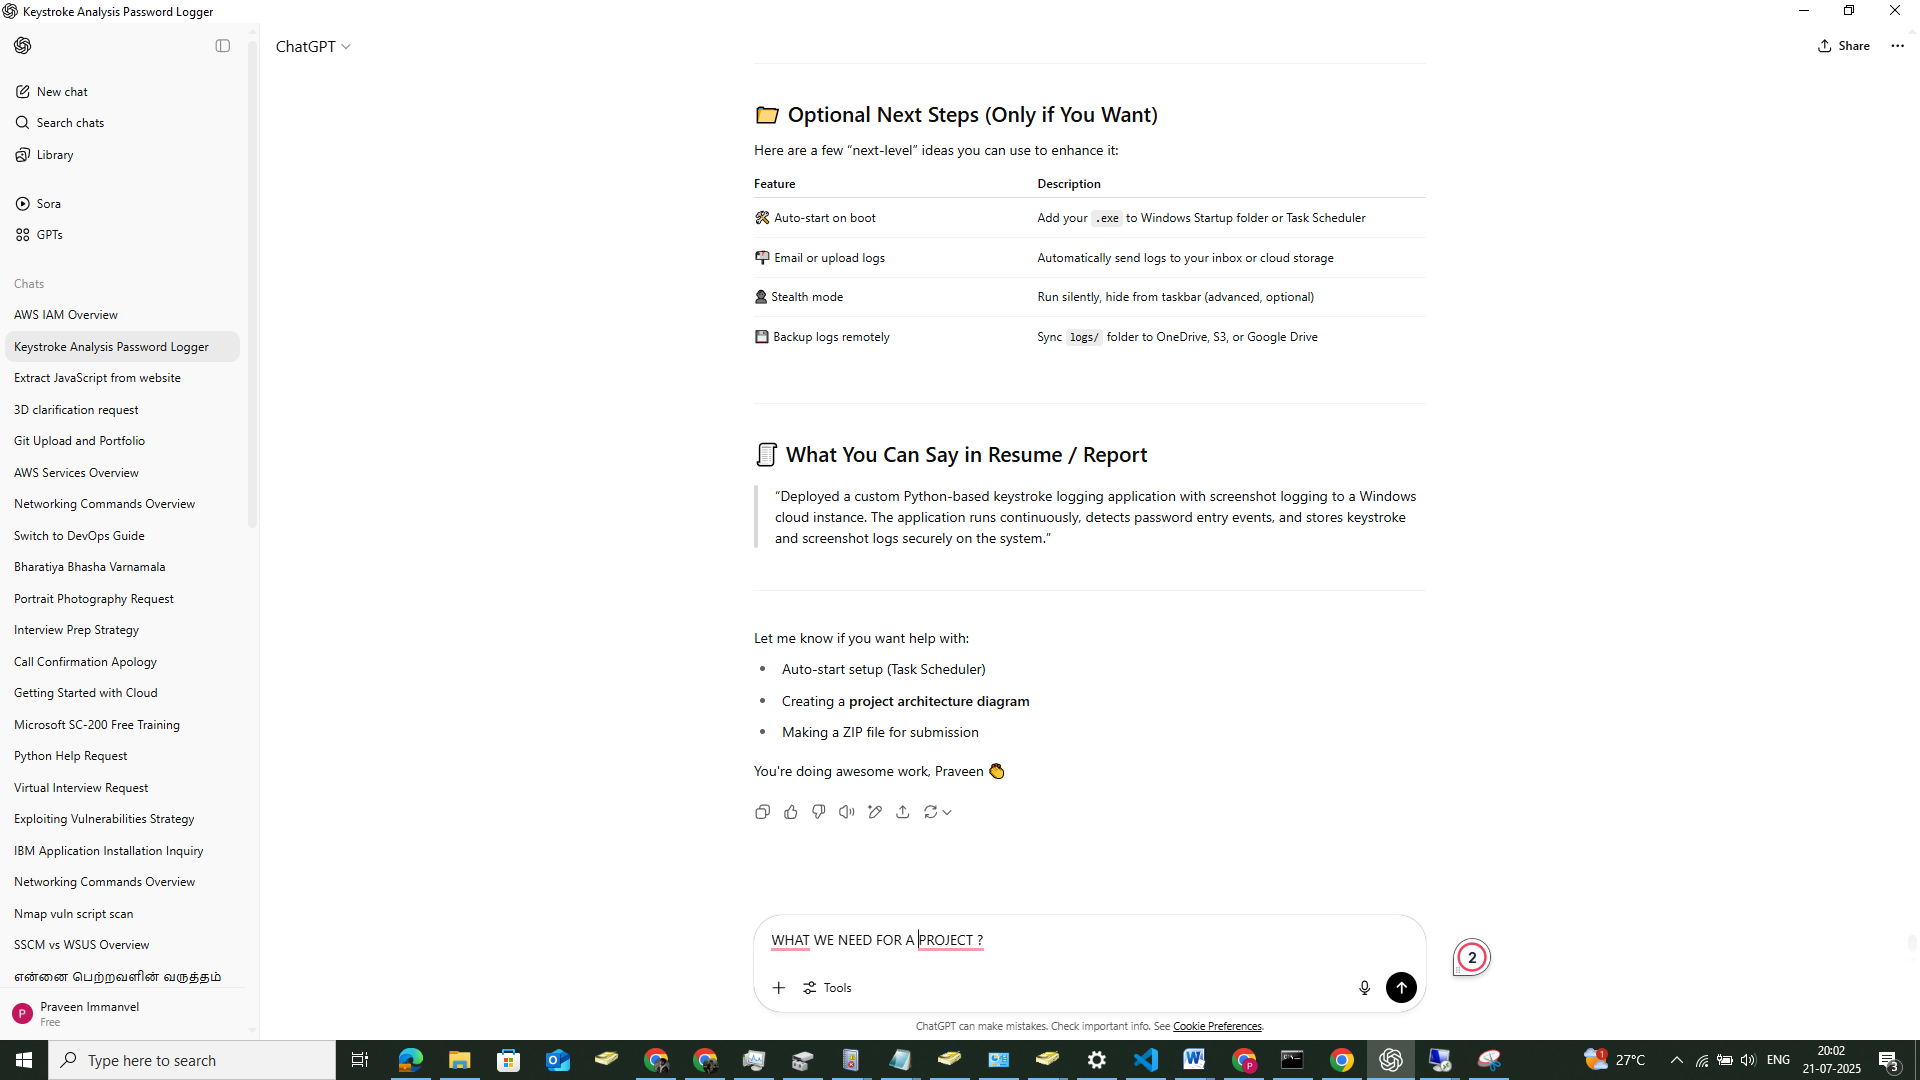 Keystroke Analysis Password Logger
ChatGPT
Share
New chat
Search chats
Library
Sora
GPTs
Chats
AWS IAM Overview
Keystroke Analysis Password Logger
Extract JavaScript from website
3D clarification request
Git Upload and Portfolio
AWS Services Overview
Networking Commands Overview
Switch to DevOps Guide
Bharatiya Bhasha Varnamala
Portrait Photography Request
Interview Prep Strategy
Call Confirmation Apology
Getting Started with Cloud
Microsoft SC-200 Free Training
Python Help Request
Virtual Interview Request
Exploiting Vulnerabilities Strategy
IBM Application Installation Inquiry
Networking Commands Overview
Nmap vuln script scan
SSCM vs WSUS Overview
என்னை பெற்றவளின் வருத்தம்
P
Praveen Immanvel
Free
Optional Next Steps (Only if You Want)
Here are a few “next-level” ideas you can use to enhance it:
Feature Description
Auto-start on boot Add your .exe to Windows Startup folder or Task Scheduler
Email or upload logs Automatically send logs to your inbox or cloud storage
Stealth mode Run silently, hide from taskbar (advanced, optional)
Backup logs remotely Sync logs/ folder to OneDrive, S3, or Google Drive
What You Can Say in Resume / Report
“Deployed a custom Python-based keystroke logging application with screenshot logging to a Windows
cloud instance. The application runs continuously, detects password entry events, and stores keystroke
and screenshot logs securely on the system.”
Let me know if you want help with:
• Auto-start setup (Task Scheduler)
• Creating a project architecture diagram
• Making a ZIP file for submission
You're doing awesome work, Praveen 👏
WHAT WE NEED FOR A PROJECT ?
Tools
2
ChatGPT can make mistakes. Check important info. See Cookie Preferences.
Type here to search
1
27°C
ENG
20:02
21-07-2025
3